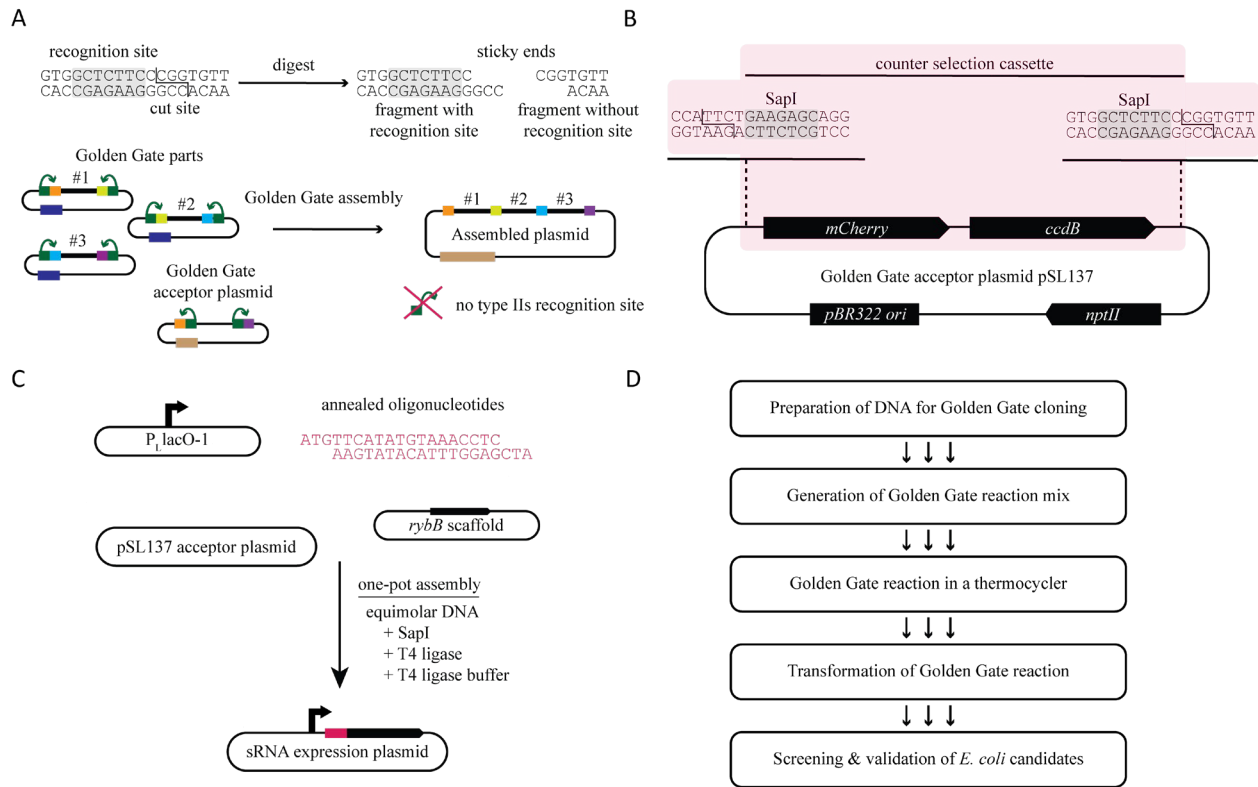 A
recognition site
GTGGCTCTTCCCGGTGTT
CACCGAGAAGGGCCACAA
cut site
digest
sticky ends
GTGGCTCTTCC
CACCGAGAAGGGCC
CGGTGTT
ACAA
fragment with
recognition site
fragment without
recognition site
Golden Gate parts
#1
#2
#3
Golden Gate
acceptor plasmid
Golden Gate assembly
#1 #2 #3
Assembled plasmid
no type IIs recognition site
B
counter selection cassette
SapI
CCATTCTGAAGAGCAGG
GGTAAGACTTCTCGTCC
SapI
GTGGCTCTTCCCGGTGTT
CACCGAGAAGGGCCACAA
mCherry
ccdB
Golden Gate acceptor plasmid pSL137
pBR322 ori
nptII
C
PLlacO-1
annealed oligonucleotides
ATGTTCATATGTAAACCTC
AAGTATACATTTGGAGCTA
pSL137 acceptor plasmid
rybB scaffold
one-pot assembly
equimolar DNA
+ SapI
+ T4 ligase
+ T4 ligase buffer
sRNA expression plasmid
D
Preparation of DNA for Golden Gate cloning
Generation of Golden Gate reaction mix
Golden Gate reaction in a thermocycler
Transformation of Golden Gate reaction
Screening & validation of E. coli candidates